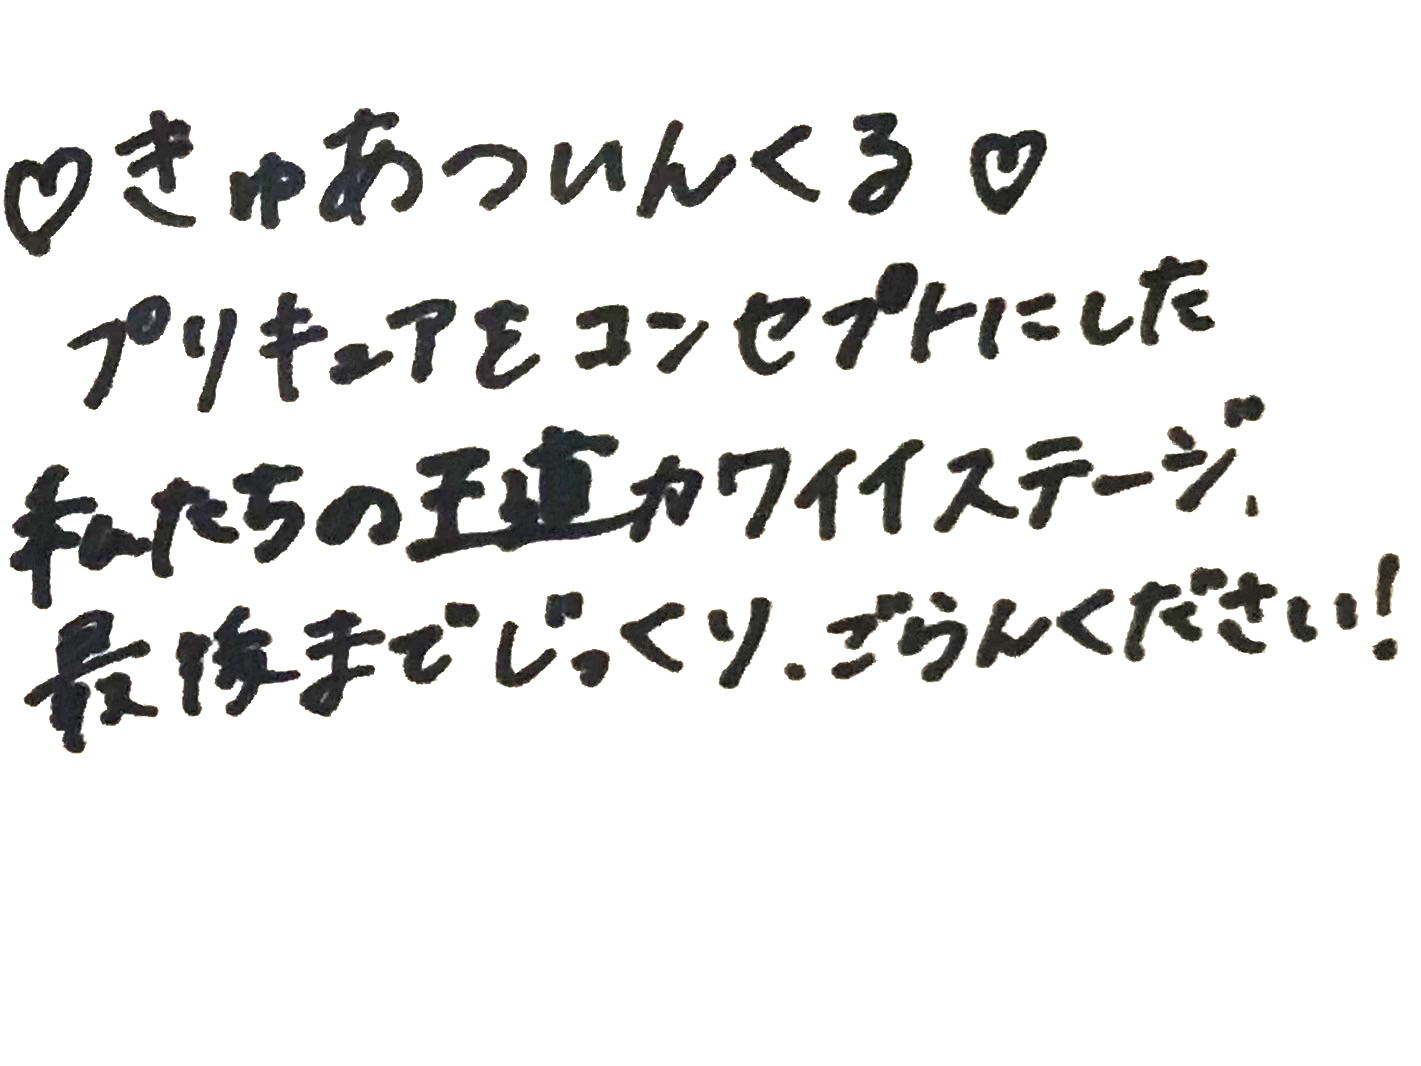 ♡きゅあついんくる♡
プリキュアをコンセプトにした
私たちの王道カワイイステージ、
最後までじっくり、ごらんください!